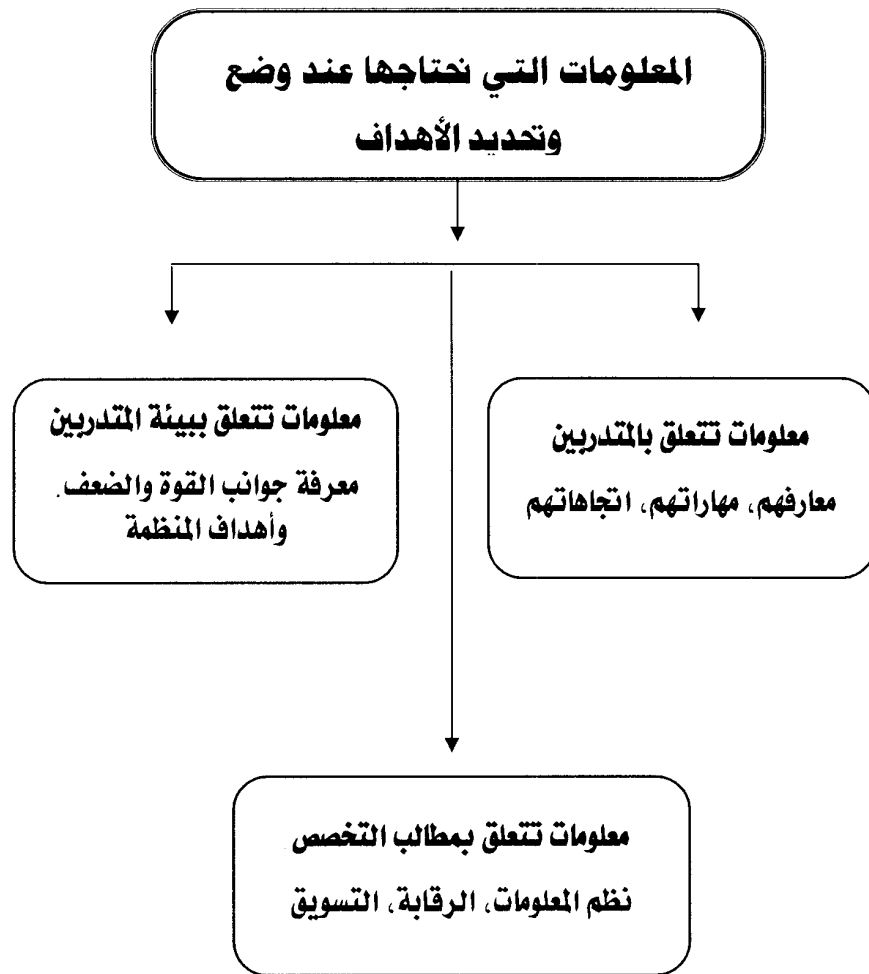 المعلومات التي نحتاجها عند وضع
وتحديد الأهداف
معلومات تتعلق بالمتدربين
معارفهم، مهاراتهم، اتجاهاتهم
معلومات تتعلق ببيئة المتدربين
معرفة جوانب القوة والضعف.
وأهداف المنظمة
معلومات تتعلق بمطالب التخصص
نظم المعلومات، الرقابة، التسويق